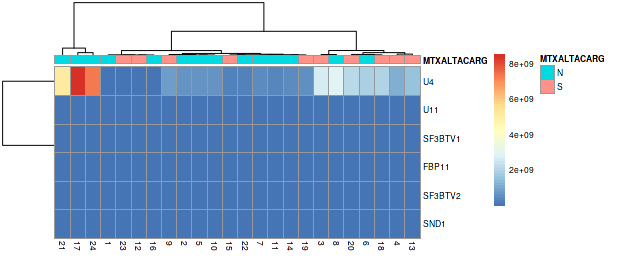 MTXALTACARG
U4
U11
SF3BTV1
FBP11
SF3BTV2
SND1
21 17 24 1 23 12 16 9 2 5 10 15 22 7 11 14 19 3 8 20 6 18 4 13
8e+09
6e+09
4e+09
2e+09
MTXALTACARG
N
S